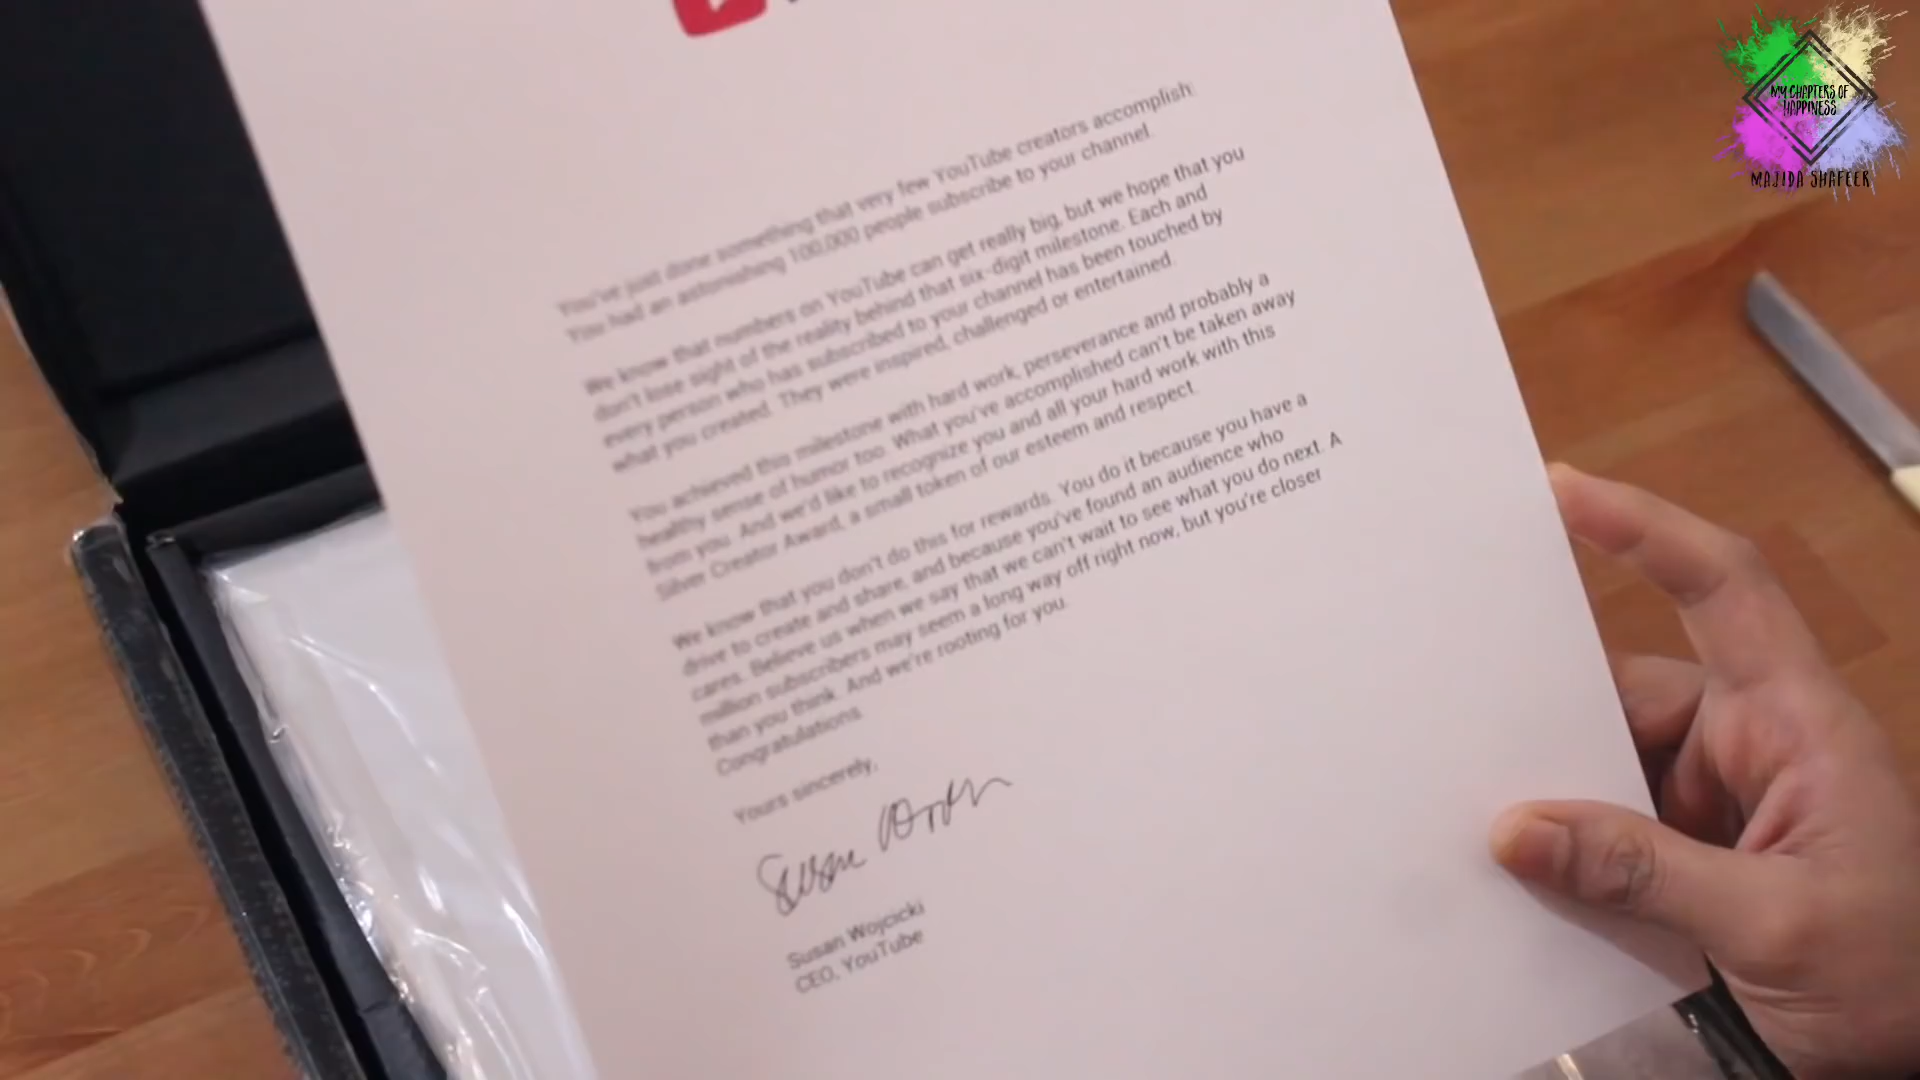 You've just done something that very few YouTube creators accomplish:
You had an astonishing 100,000 people subscribe to your channel.
We know that numbers on YouTube can get really big, but we hope that you
don't lose sight of the reality behind that six-digit milestone. Each and
every person who has subscribed to your channel has been touched by
what you created. They were inspired, challenged or entertained.
You achieved this milestone with hard work, perseverance and probably a
healthy sense of humor too. What you've accomplished can't be taken away
from you. And we'd like to recognize you and all your hard work with this
Silver Creator Award, a small token of our esteem and respect.
We know that you don't do this for rewards. You do it because you have a
drive to create and share, and because you've found an audience who
cares. Believe us when we say that we can't wait to see what you do next. A
million subscribers may seem a long way off right now, but you're closer
than you think. And we're rooting for you.
Congratulations.
Yours sincerely,
Susan Wojcicki
CEO, YouTube
MY CHAPTERS OF
HAPPINESS
MAJIDA SHAFEER